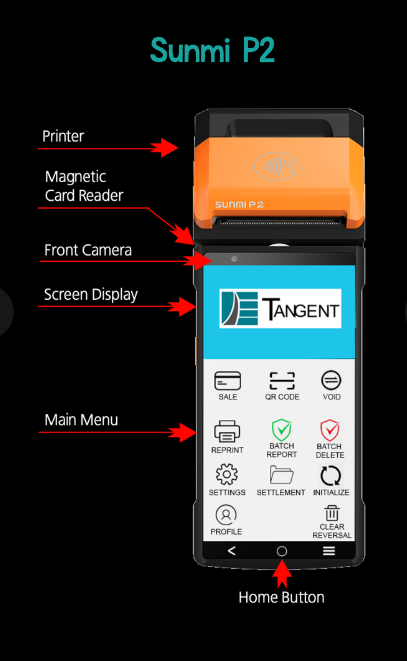 Sunmi P2
Printer
Magnetic
Card Reader
SUNMI P2
Front Camera
Screen Display
TANGENT
Main Menu
SALE
QR CODE
VOID
REPRINT
BATCH
REPORT
BATCH
DELETE
SETTINGS
SETTLEMENT
INITIALIZE
PROFILE
CLEAR
REVERSAL
Home Button